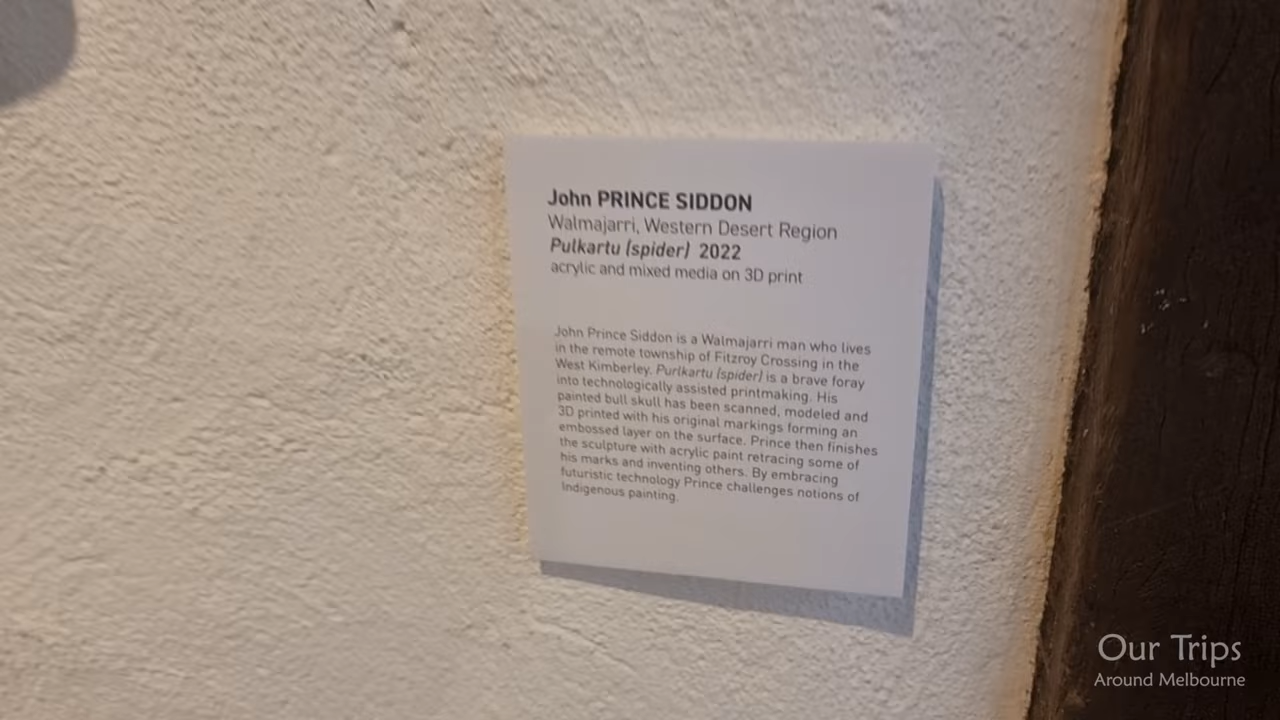 John PRINCE SIDDON
Walmajarri, Western Desert Region
Pulkartu (spider) 2022
acrylic and mixed media on 3D print
John Prince Siddon is a Walmajarri man who lives
in the remote township of Fitzroy Crossing in the
West Kimberley. Purlkartu (spider) is a brave foray
into technologically assisted printmaking. His
painted bull skull has been scanned, modeled and
3D printed with his original markings forming an
embossed layer on the surface. Prince then finishes
the sculpture with acrylic paint retracing some of
his marks and inventing others. By embracing
futuristic technology Prince challenges notions of
Indigenous painting.
Our Trips
Around Melbourne